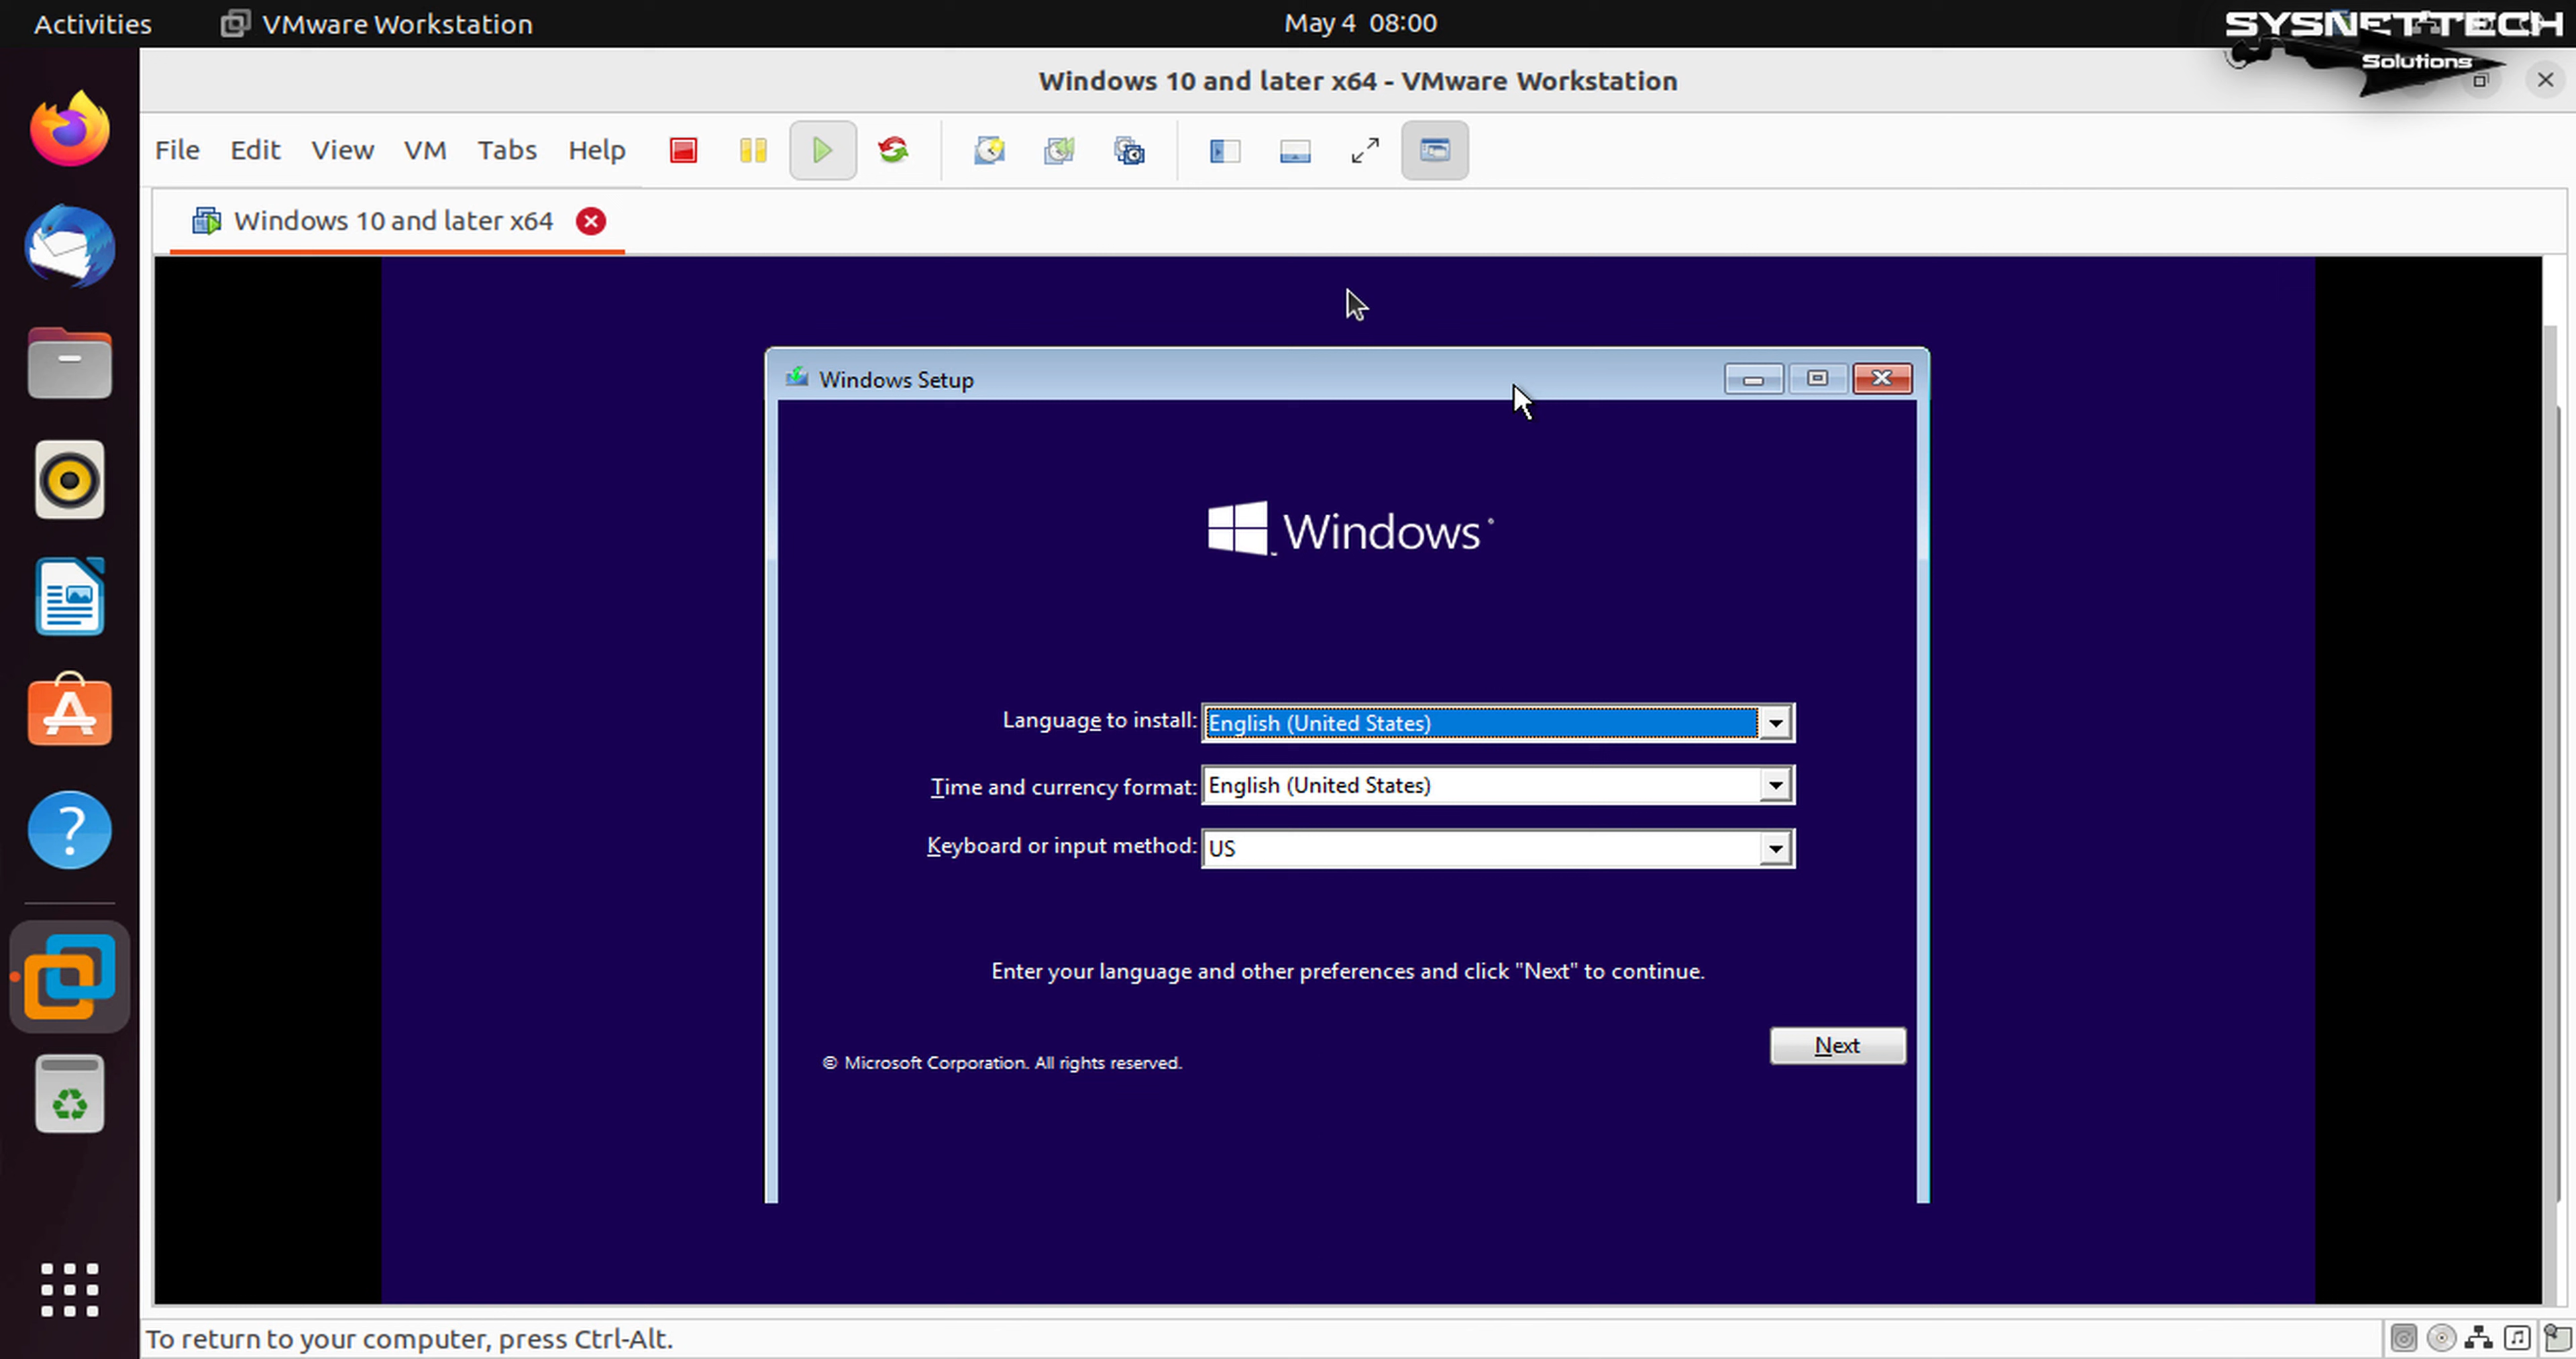 Activities VMware Workstation May 4 08:00 SYSNETTECH
Solutions
Windows 10 and later x64 - VMware Workstation
File Edit View VM Tabs Help
Windows 10 and later x64
Windows Setup
Windows
Language to install: English (United States)
Time and currency format: English (United States)
Keyboard or input method: US
Enter your language and other preferences and click "Next" to continue.
Next
© Microsoft Corporation. All rights reserved.
To return to your computer, press Ctrl-Alt.